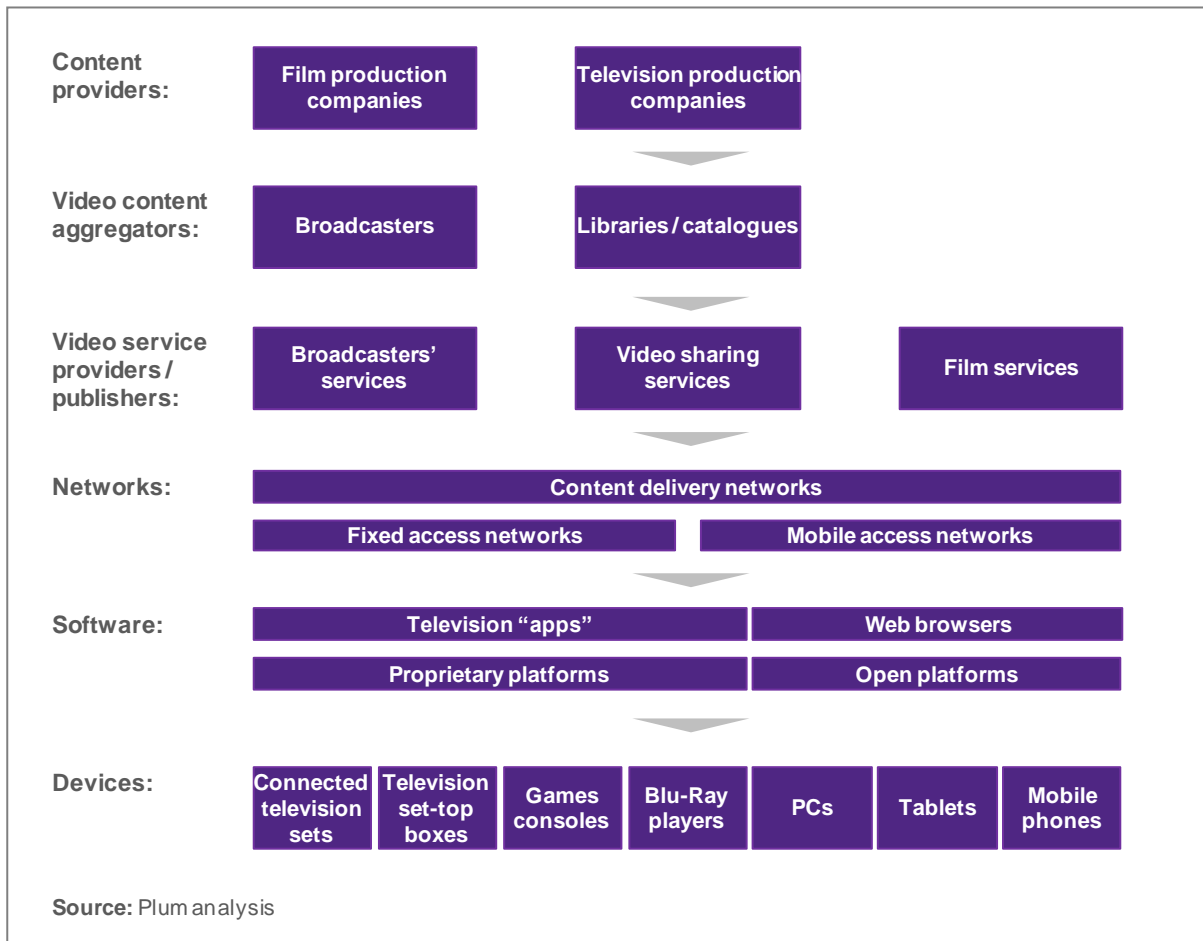 Content
providers:
Film production
companies
Television production
companies
Video content
aggregators:
Broadcasters
Libraries / catalogues
Video service
providers /
publishers:
Broadcasters’
services
Video sharing
services
Film services
Networks:
Content delivery networks
Fixed access networks
Mobile access networks
Software:
Television “apps”
Web browsers
Proprietary platforms
Open platforms
Devices:
Connected
television
sets
Television
set-top
boxes
Games
consoles
Blu-Ray
players
PCs
Tablets
Mobile
phones
Source: Plum analysis